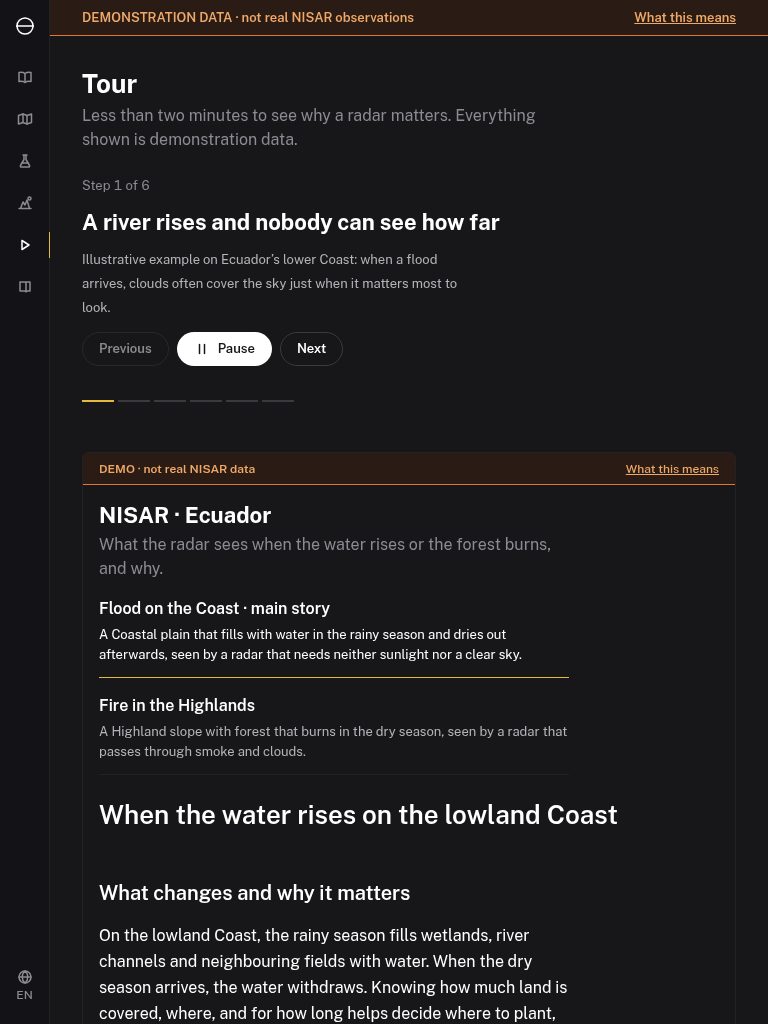 DEMONSTRATION DATA · not real NISAR observations
What this means
Tour
Less than two minutes to see why a radar matters. Everything
shown is demonstration data.
Step 1 of 6
A river rises and nobody can see how far
Illustrative example on Ecuador's lower Coast: when a flood
arrives, clouds often cover the sky just when it matters most to
look.
Previous
Pause
Next
DEMO · not real NISAR data
What this means
NISAR · Ecuador
What the radar sees when the water rises or the forest burns,
and why.
Flood on the Coast · main story
A Coastal plain that fills with water in the rainy season and dries out
afterwards, seen by a radar that needs neither sunlight nor a clear sky.
Fire in the Highlands
A Highland slope with forest that burns in the dry season, seen by a radar that
passes through smoke and clouds.
When the water rises on the lowland Coast
What changes and why it matters
On the lowland Coast, the rainy season fills wetlands, river
channels and neighbouring fields with water. When the dry
season arrives, the water withdraws. Knowing how much land is
covered, where, and for how long helps decide where to plant,
EN